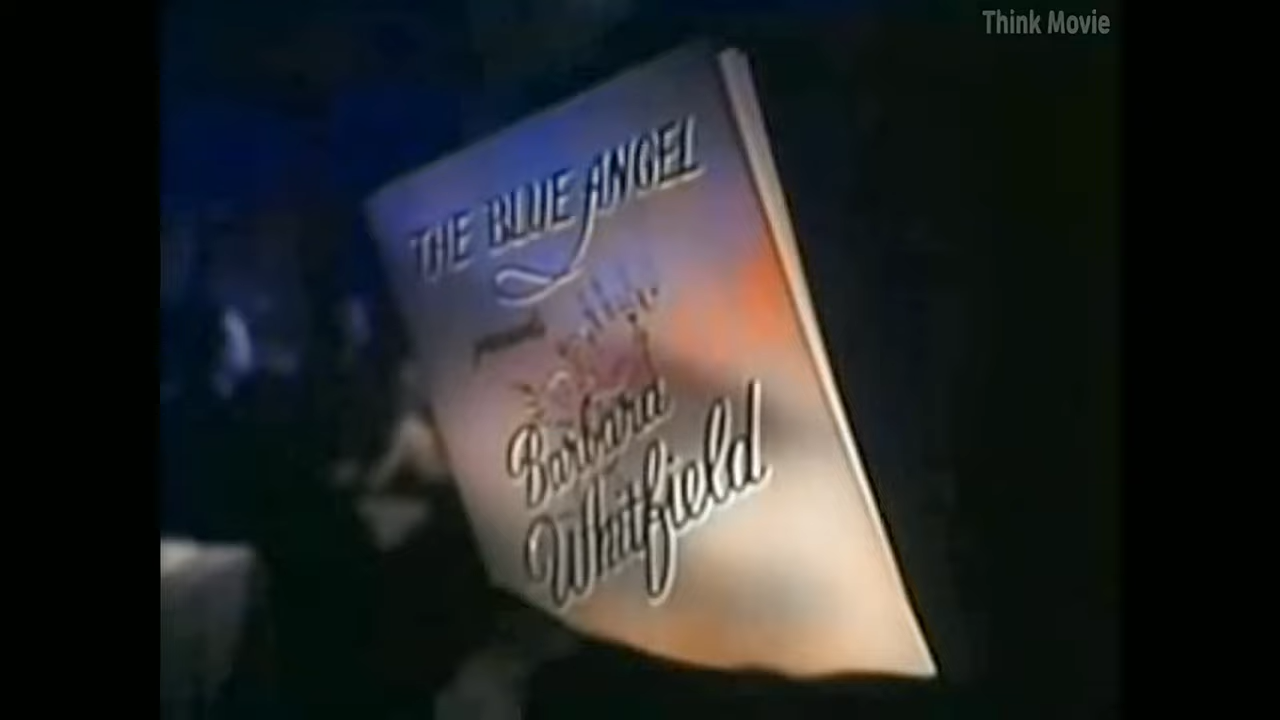 Think Movie
THE BLUE ANGEL
presents
Barbara
Whitfield